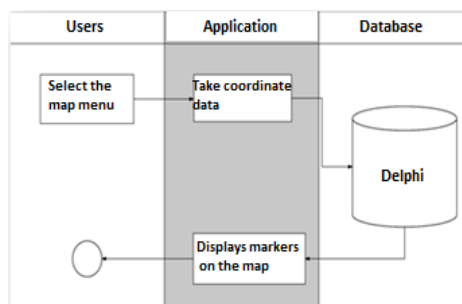 Users
Application
Database
Select the
map menu
Take coordinate
data
Delphi
Displays markers
on the map